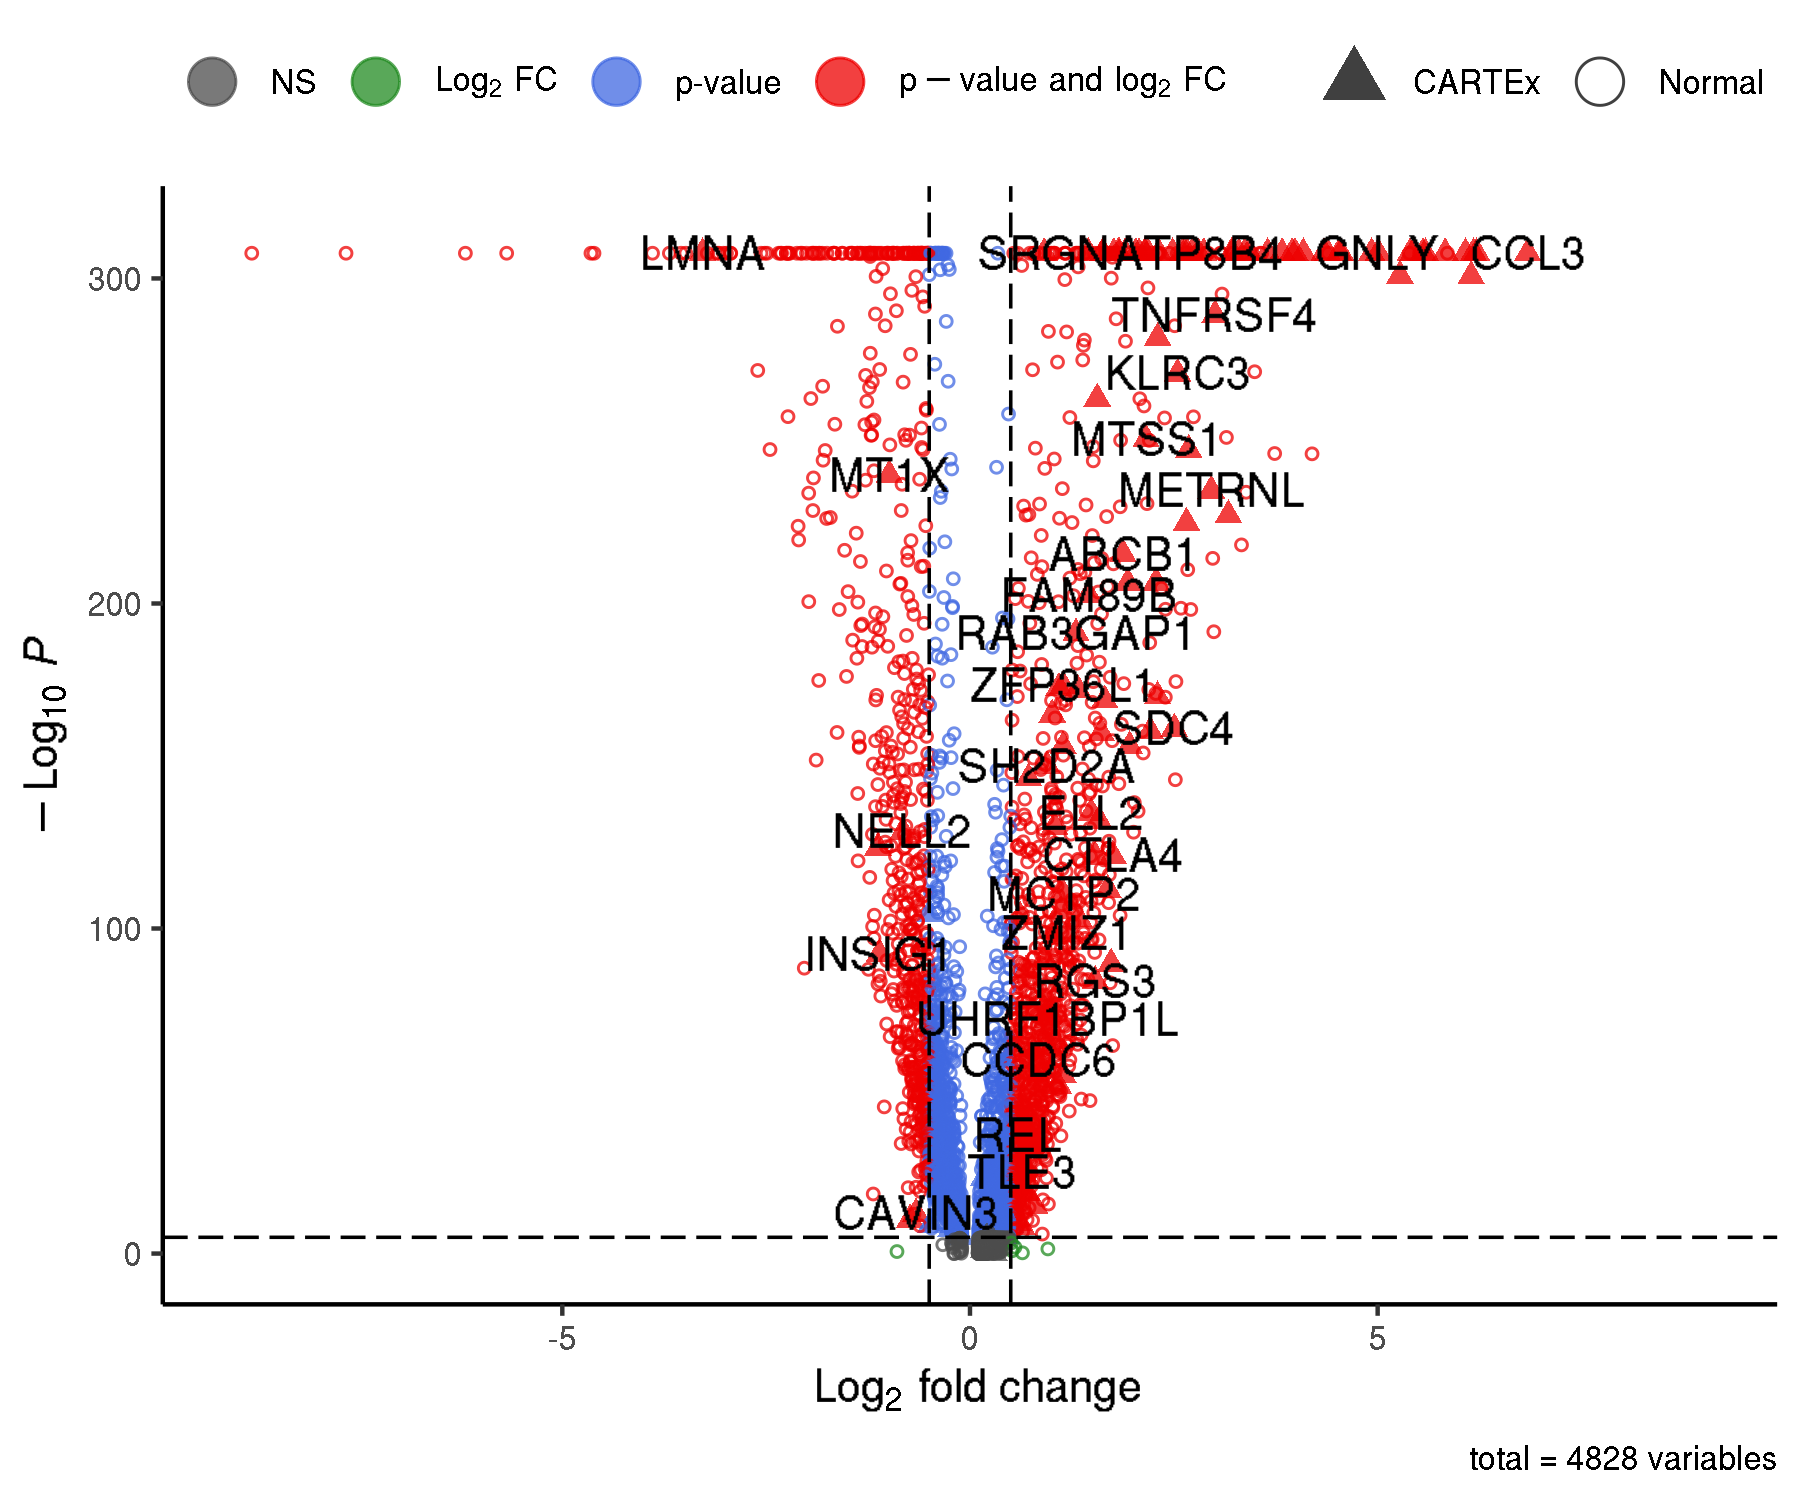 NS Log2 FC p-value p − value and log2 FC CARTEx Normal
LMNA SRGN ATP8B4 GNLY CCL3
300
TNFRSF4
KLRC3
MTSS1
MT1X
METRNL
ABCB1
FAM89B
200
RAB3GAP1
ZFP36L1
SDC4
−Log10 P
SH2D2A
ELL2
NELL2
CTLA4
MCTP2
100
ZMIZ1
INSIG1
RGS3
UHRF1BP1L
CCDC6
REL
TLE3
CAVIN3
0
-5 0 5
Log2 fold change
total = 4828 variables